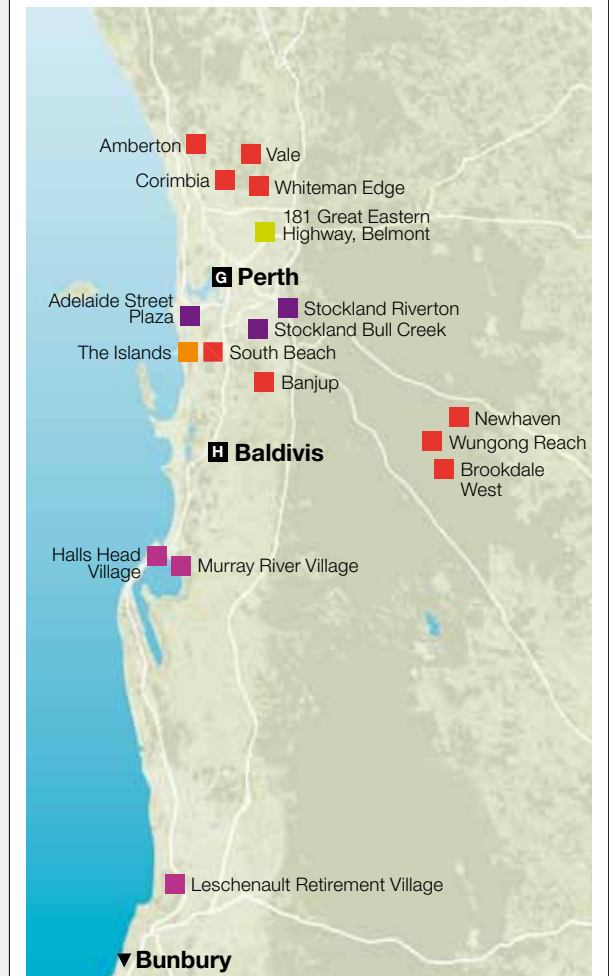 Amberton
Vale
Corimbia
Whiteman Edge
181 Great Eastern
Highway, Belmont
G Perth
Adelaide Street
Plaza
Stockland Riverton
Stockland Bull Creek
The Islands
South Beach
Banjup
Newhaven
Wungong Reach
H Baldivis
Brookdale
West
Halls Head
Village
Murray River Village
Leschenault Retirement Village
Bunbury